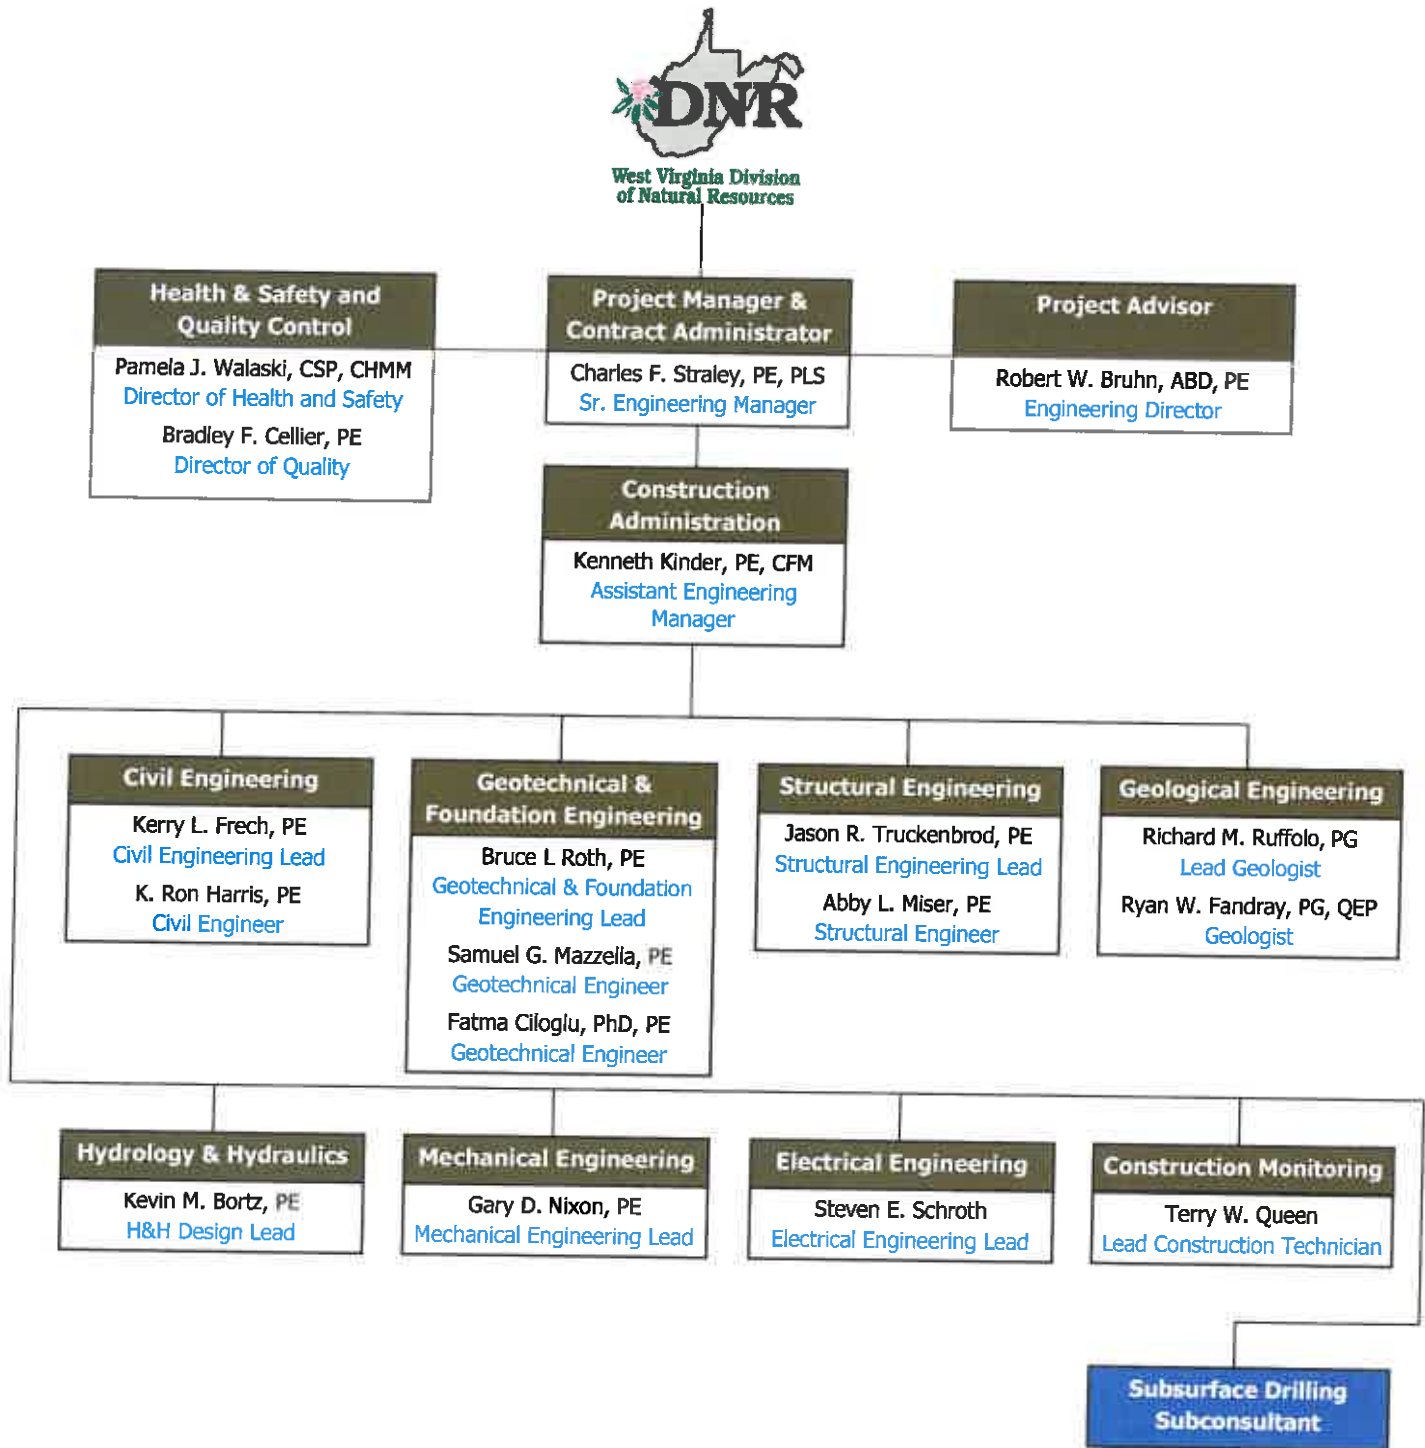 DNR
West Virginia Division
of Natural Resources
Health & Safety and
Quality Control
Pamela J. Walaski, CSP, CHMM
Director of Health and Safety
Bradley F. Cellier, PE
Director of Quality
Project Manager &
Contract Administrator
Charles F. Straley, PE, PLS
Sr. Engineering Manager
Project Advisor
Robert W. Bruhn, ABD, PE
Engineering Director
Construction
Administration
Kenneth Kinder, PE, CFM
Assistant Engineering
Manager
Civil Engineering
Kerry L. Frech, PE
Civil Engineering Lead
K. Ron Harris, PE
Civil Engineer
Geotechnical &
Foundation Engineering
Bruce L Roth, PE
Geotechnical & Foundation
Engineering Lead
Samuel G. Mazzella, PE
Geotechnical Engineer
Fatma Ciloglu, PhD, PE
Geotechnical Engineer
Structural Engineering
Jason R. Truckenbrod, PE
Structural Engineering Lead
Abby L. Miser, PE
Structural Engineer
Geological Engineering
Richard M. Ruffolo, PG
Lead Geologist
Ryan W. Fandray, PG, QEP
Geologist
Hydrology & Hydraulics
Kevin M. Bortz, PE
H&H Design Lead
Mechanical Engineering
Gary D. Nixon, PE
Mechanical Engineering Lead
Electrical Engineering
Steven E. Schroth
Electrical Engineering Lead
Construction Monitoring
Terry W. Queen
Lead Construction Technician
Subsurface Drilling
Subconsultant